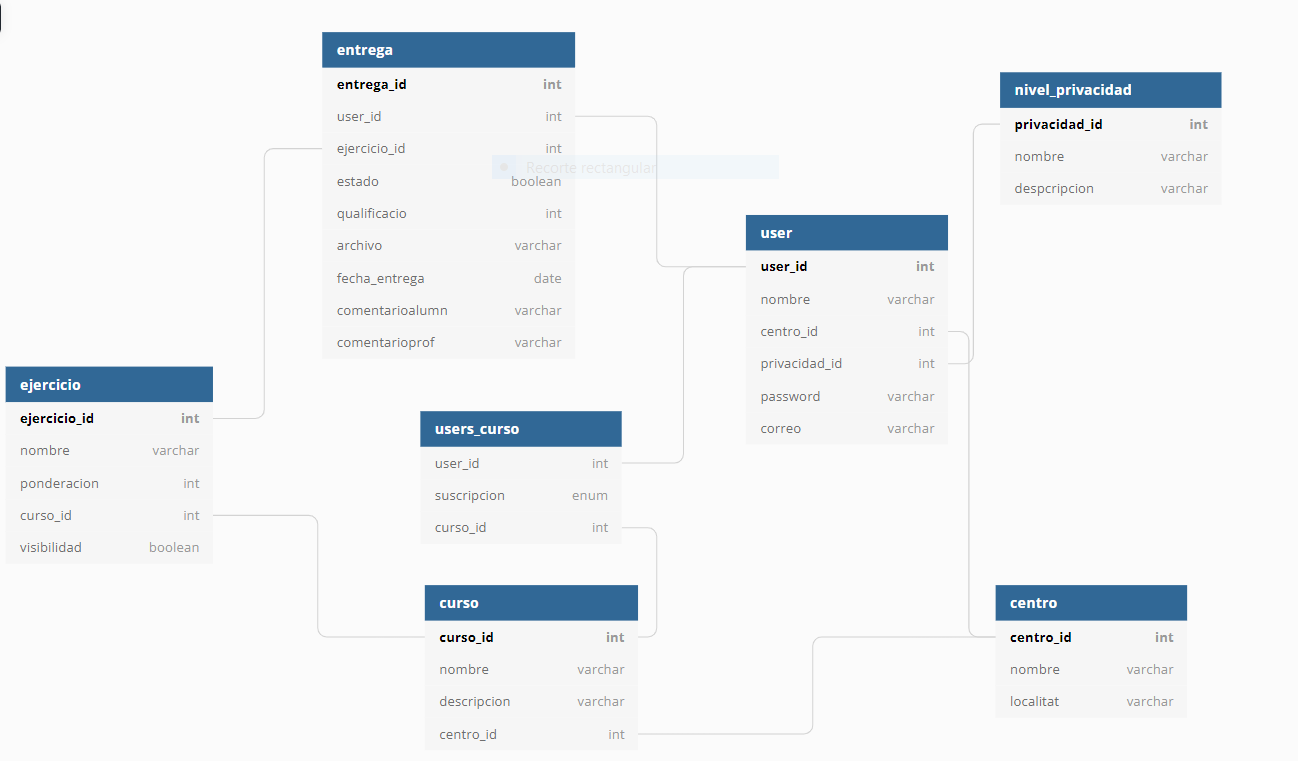 entrega
entrega_id int
user_id int
ejercicio_id int
estado boolean
qualificacio int
archivo varchar
fecha_entrega date
comentarioalumn varchar
comentarioprof varchar
Recorte rectangular
nivel_privacidad
privacidad_id int
nombre varchar
despcripcion varchar
user
user_id int
nombre varchar
centro_id int
privacidad_id int
password varchar
correo varchar
ejercicio
ejercicio_id int
nombre varchar
ponderacion int
curso_id int
visibilidad boolean
users_curso
user_id int
suscripcion enum
curso_id int
curso
curso_id int
nombre varchar
descripcion varchar
centro_id int
centro
centro_id int
nombre varchar
localitat varchar